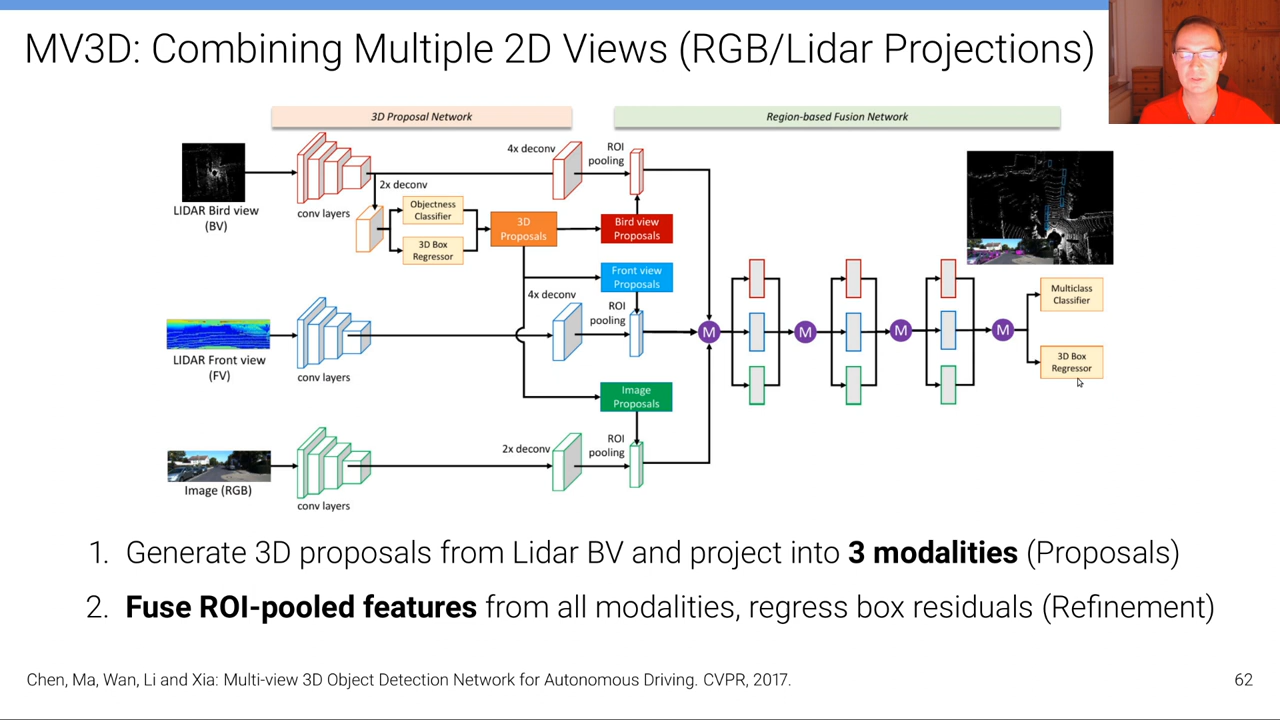 MV3D: Combining Multiple 2D Views (RGB/Lidar Projections)
3D Proposal Network
Region-based Fusion Network
LIDAR Bird view
(BV)
conv layers
2x deconv
4x deconv
ROI
pooling
Objectness
Classifier
3D Box
Regressor
3D
Proposals
Bird view
Proposals
Front view
Proposals
LIDAR Front view
(FV)
conv layers
4x deconv
ROI
pooling
Image
Proposals
Image (RGB)
conv layers
2x deconv
ROI
pooling
M
M
M
M
Multiclass
Classifier
3D Box
Regressor
1. Generate 3D proposals from Lidar BV and project into 3 modalities (Proposals)
2. Fuse ROI-pooled features from all modalities, regress box residuals (Refinement)
Chen, Ma, Wan, Li and Xia: Multi-view 3D Object Detection Network for Autonomous Driving. CVPR, 2017.
62